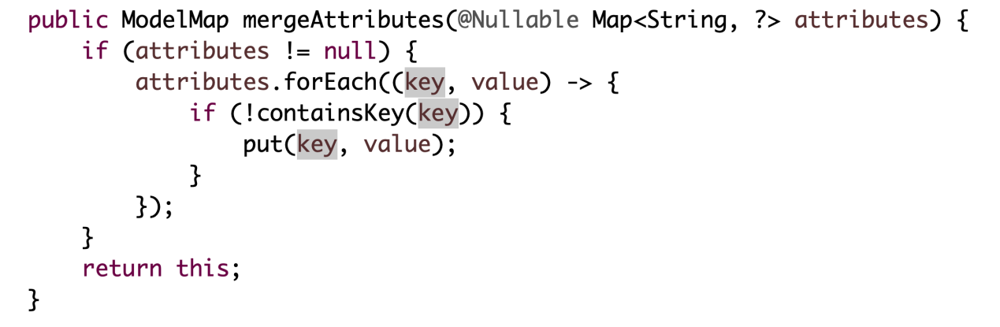 public ModelMap mergeAttributes(@Nullable Map<String, ?> attributes) {
    if (attributes != null) {
        attributes.forEach((key, value) -> {
            if (!containsKey(key)) {
                put(key, value);
            }
        });
    }
    return this;
}